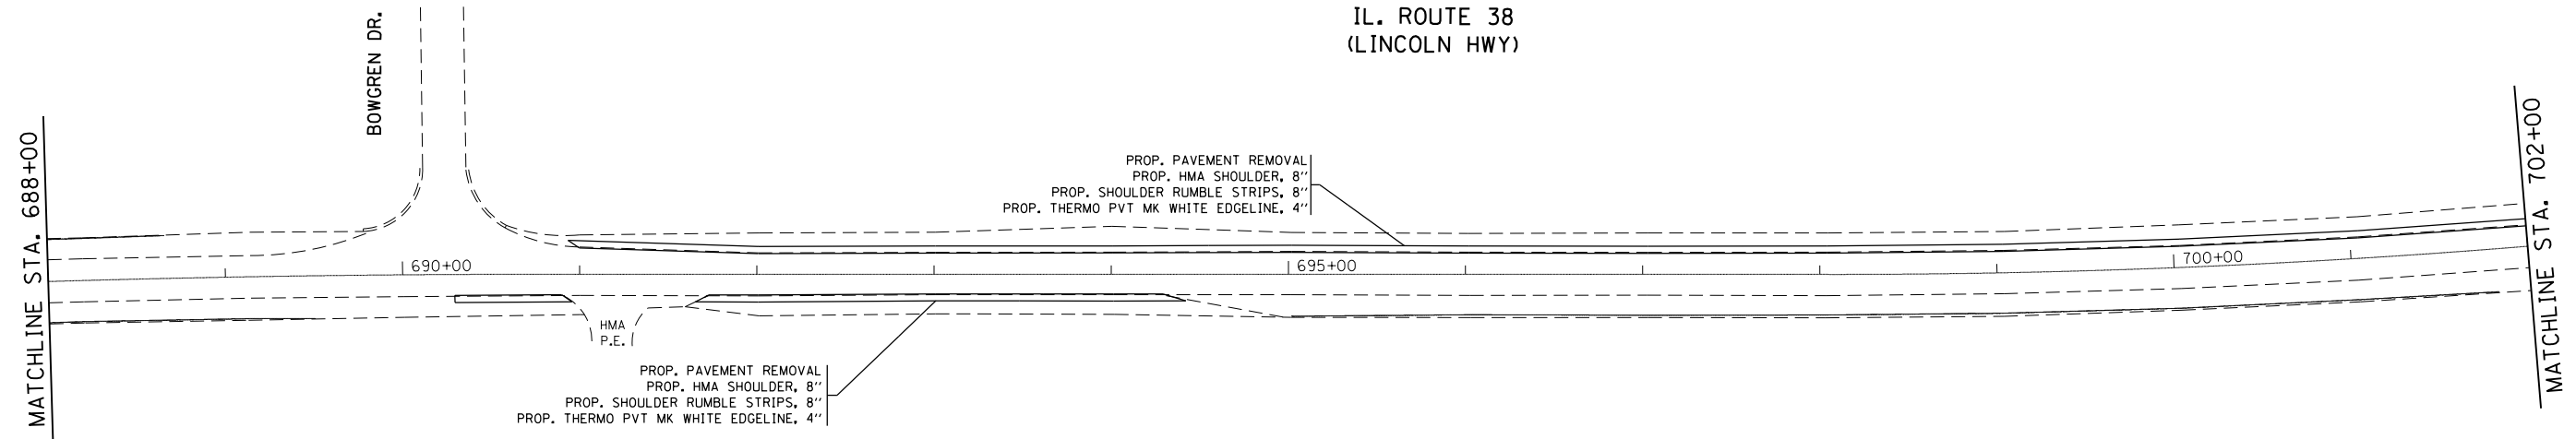 IL. ROUTE 38
(LINCOLN HWY)
BOWGREN DR.
MATCHLINE STA. 688+00
PROP. PAVEMENT REMOVAL
PROP. HMA SHOULDER, 8"
PROP. SHOULDER RUMBLE STRIPS, 8"
PROP. THERMO PVT MK WHITE EDGELINE, 4"
690+00
695+00
700+00
MATCHLINE STA. 702+00
HMA
P.E.
PROP. PAVEMENT REMOVAL
PROP. HMA SHOULDER, 8"
PROP. SHOULDER RUMBLE STRIPS, 8"
PROP. THERMO PVT MK WHITE EDGELINE, 4"